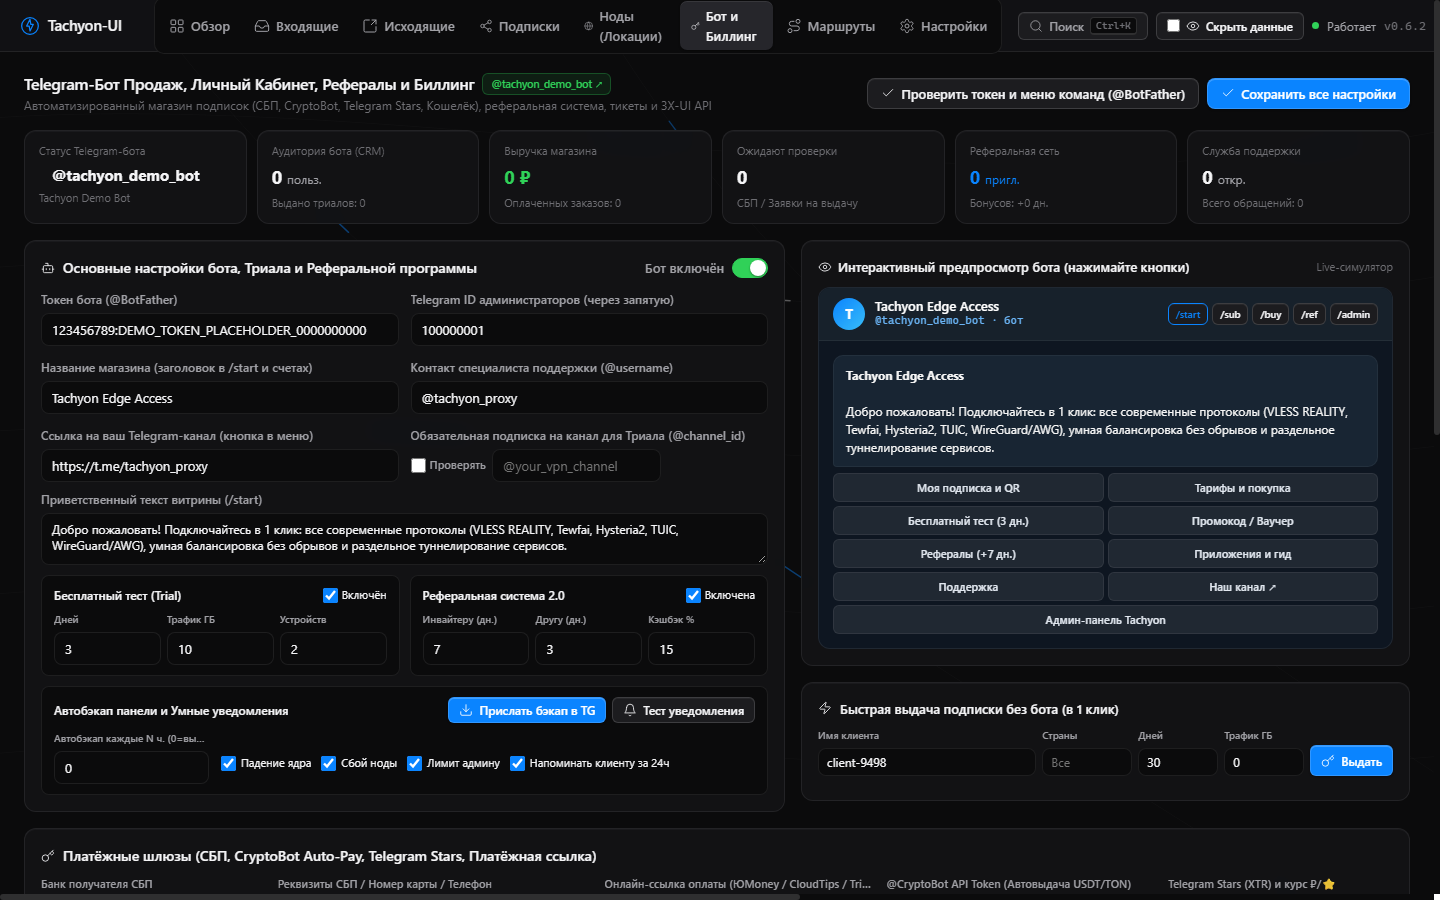 Tachyon-UI
Обзор
Входящие
Исходящие
Подписки
Ноды
(Локации)
Бот и
Биллинг
Маршруты
Настройки
Поиск Ctrl+K
Скрыть данные
Работает v0.6.2
Telegram-Бот Продаж, Личный Кабинет, Рефералы и Биллинг @tachyon_demo_bot ↗
Автоматизированный магазин подписок (СБП, CryptoBot, Telegram Stars, Кошелёк), реферальная система, тикеты и 3X-UI API
Проверить токен и меню команд (@BotFather)
Сохранить все настройки
Статус Telegram-бота
@tachyon_demo_bot
Tachyon Demo Bot
Аудитория бота (CRM)
0 польз.
Выдано триалов: 0
Выручка магазина
0 ₽
Оплаченных заказов: 0
Ожидают проверки
0
СБП / Заявки на выдачу
Реферальная сеть
0 пригл.
Бонусов: +0 дн.
Служба поддержки
0 откр.
Всего обращений: 0
Основные настройки бота, Триала и Реферальной программы
Бот включён
Токен бота (@BotFather)
123456789:DEMO_TOKEN_PLACEHOLDER_0000000000
Telegram ID администраторов (через запятую)
100000001
Название магазина (заголовок в /start и счетах)
Tachyon Edge Access
Контакт специалиста поддержки (@username)
@tachyon_proxy
Ссылка на ваш Telegram-канал (кнопка в меню)
https://t.me/tachyon_proxy
Обязательная подписка на канал для Триала (@channel_id)
Проверять @your_vpn_channel
Приветственный текст витрины (/start)
Добро пожаловать! Подключайтесь в 1 клик: все современные протоколы (VLESS REALITY, Tewfai, Hysteria2, TUIC,
WireGuard/AWG), умная балансировка без обрывов и раздельное туннелирование сервисов.
Бесплатный тест (Trial) Включён
Дней Трафик ГБ Устройств
3 10 2
Реферальная система 2.0 Включена
Инвайтеру (дн.) Другу (дн.) Кэшбэк %
7 3 15
Автобэкап панели и Умные уведомления
Прислать бэкап в TG
Тест уведомления
Автобэкап каждые N ч. (0=вы...
0
Падение ядра Сбой ноды Лимит админу Напоминать клиенту за 24ч
Интерактивный предпросмотр бота (нажимайте кнопки) Live-симулятор
T
Tachyon Edge Access
@tachyon_demo_bot · бот
/start /sub /buy /ref /admin
Tachyon Edge Access
Добро пожаловать! Подключайтесь в 1 клик: все современные протоколы (VLESS REALITY,
Tewfai, Hysteria2, TUIC, WireGuard/AWG), умная балансировка без обрывов и раздельное
туннелирование сервисов.
Моя подписка и QR Тарифы и покупка
Бесплатный тест (3 дн.) Промокод / Ваучер
Рефералы (+7 дн.) Приложения и гид
Поддержка Наш канал ↗
Админ-панель Tachyon
Быстрая выдача подписки без бота (в 1 клик)
Имя клиента Страны Дней Трафик ГБ
client-9498 Все 30 0 Выдать
Платёжные шлюзы (СБП, CryptoBot Auto-Pay, Telegram Stars, Платёжная ссылка)
Банк получателя СБП
Реквизиты СБП / Номер карты / Телефон
Онлайн-ссылка оплаты (ЮMoney / CloudTips / Tri...
@CryptoBot API Token (Автовыдача USDT/TON)
Telegram Stars (XTR) и курс ₽/⭐